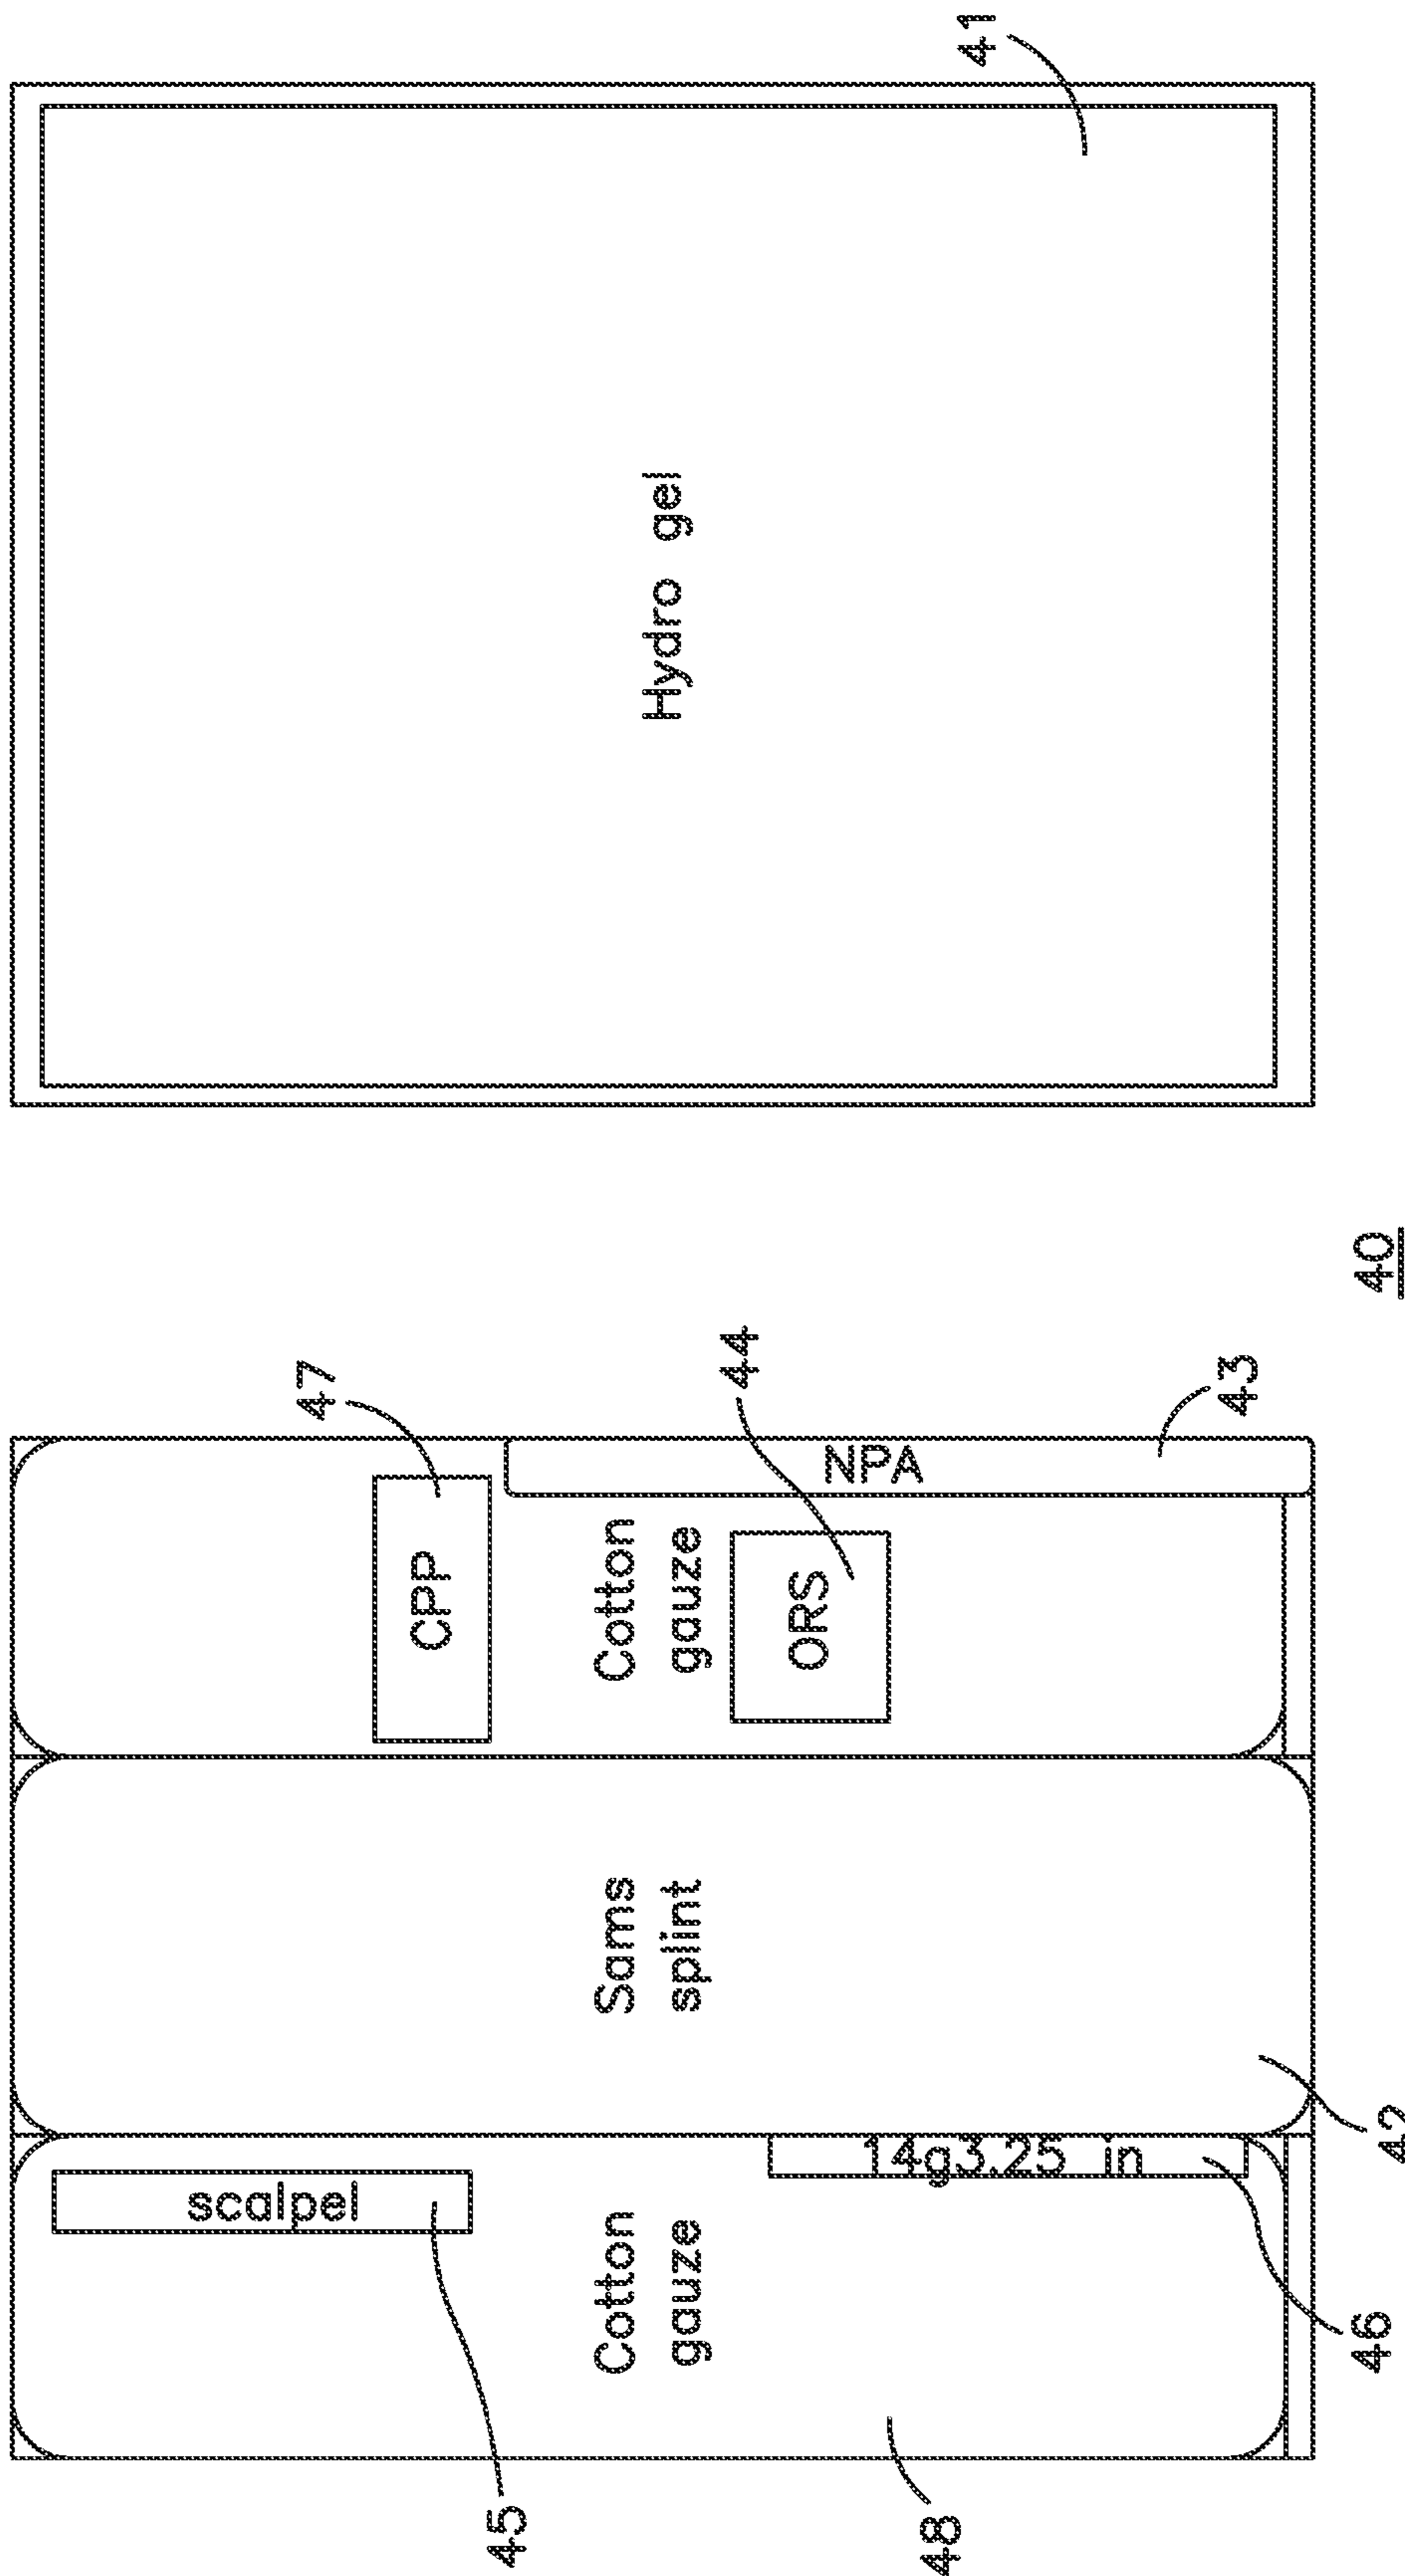 scalpel
47
CPP
45
Cotton
gauze
Sams
splint
Cotton
gauze
44
ORS
NPA
48
14g3.25 in
43
46
42
40
Hydro gel
41